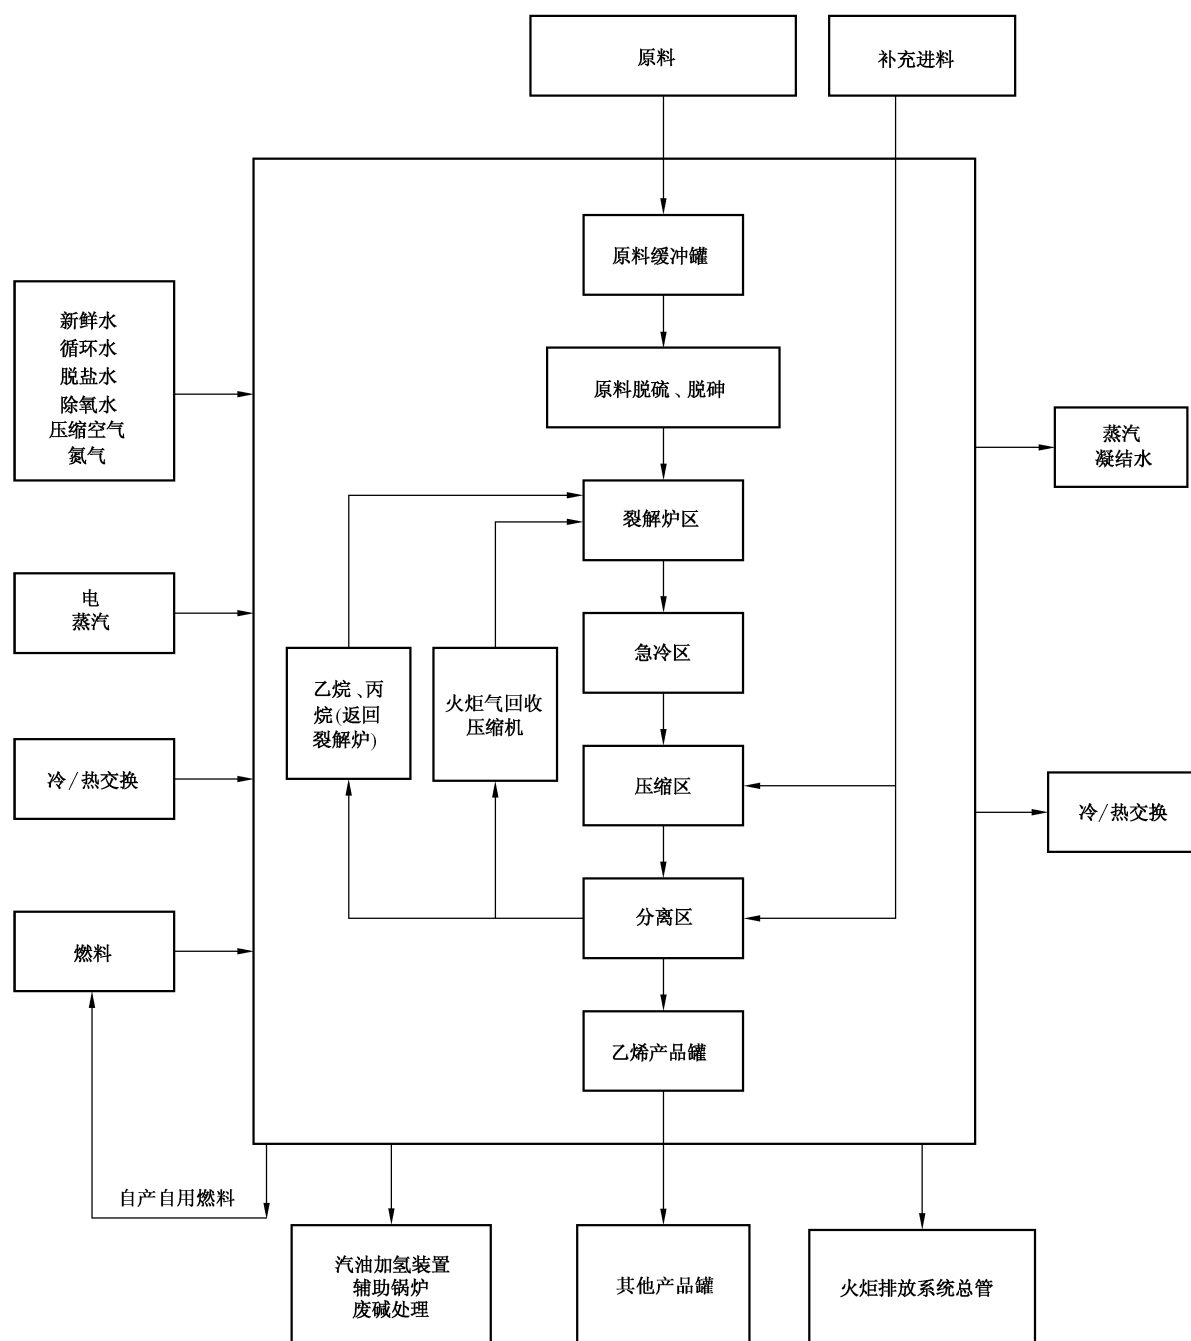 原料
补充进料
原料缓冲罐
新鲜水
循环水
脱盐水
除氧水
压缩空气
氮气
原料脱硫、脱砷
蒸汽
凝结水
裂解炉区
电
蒸汽
急冷区
乙烷、丙
烷(返回
裂解炉)
火炬气回收
压缩机
冷/热交换
压缩区
冷/热交换
分离区
燃料
乙烯产品罐
自产自用燃料
汽油加氢装置
辅助锅炉
废碱处理
其他产品罐
火炬排放系统总管